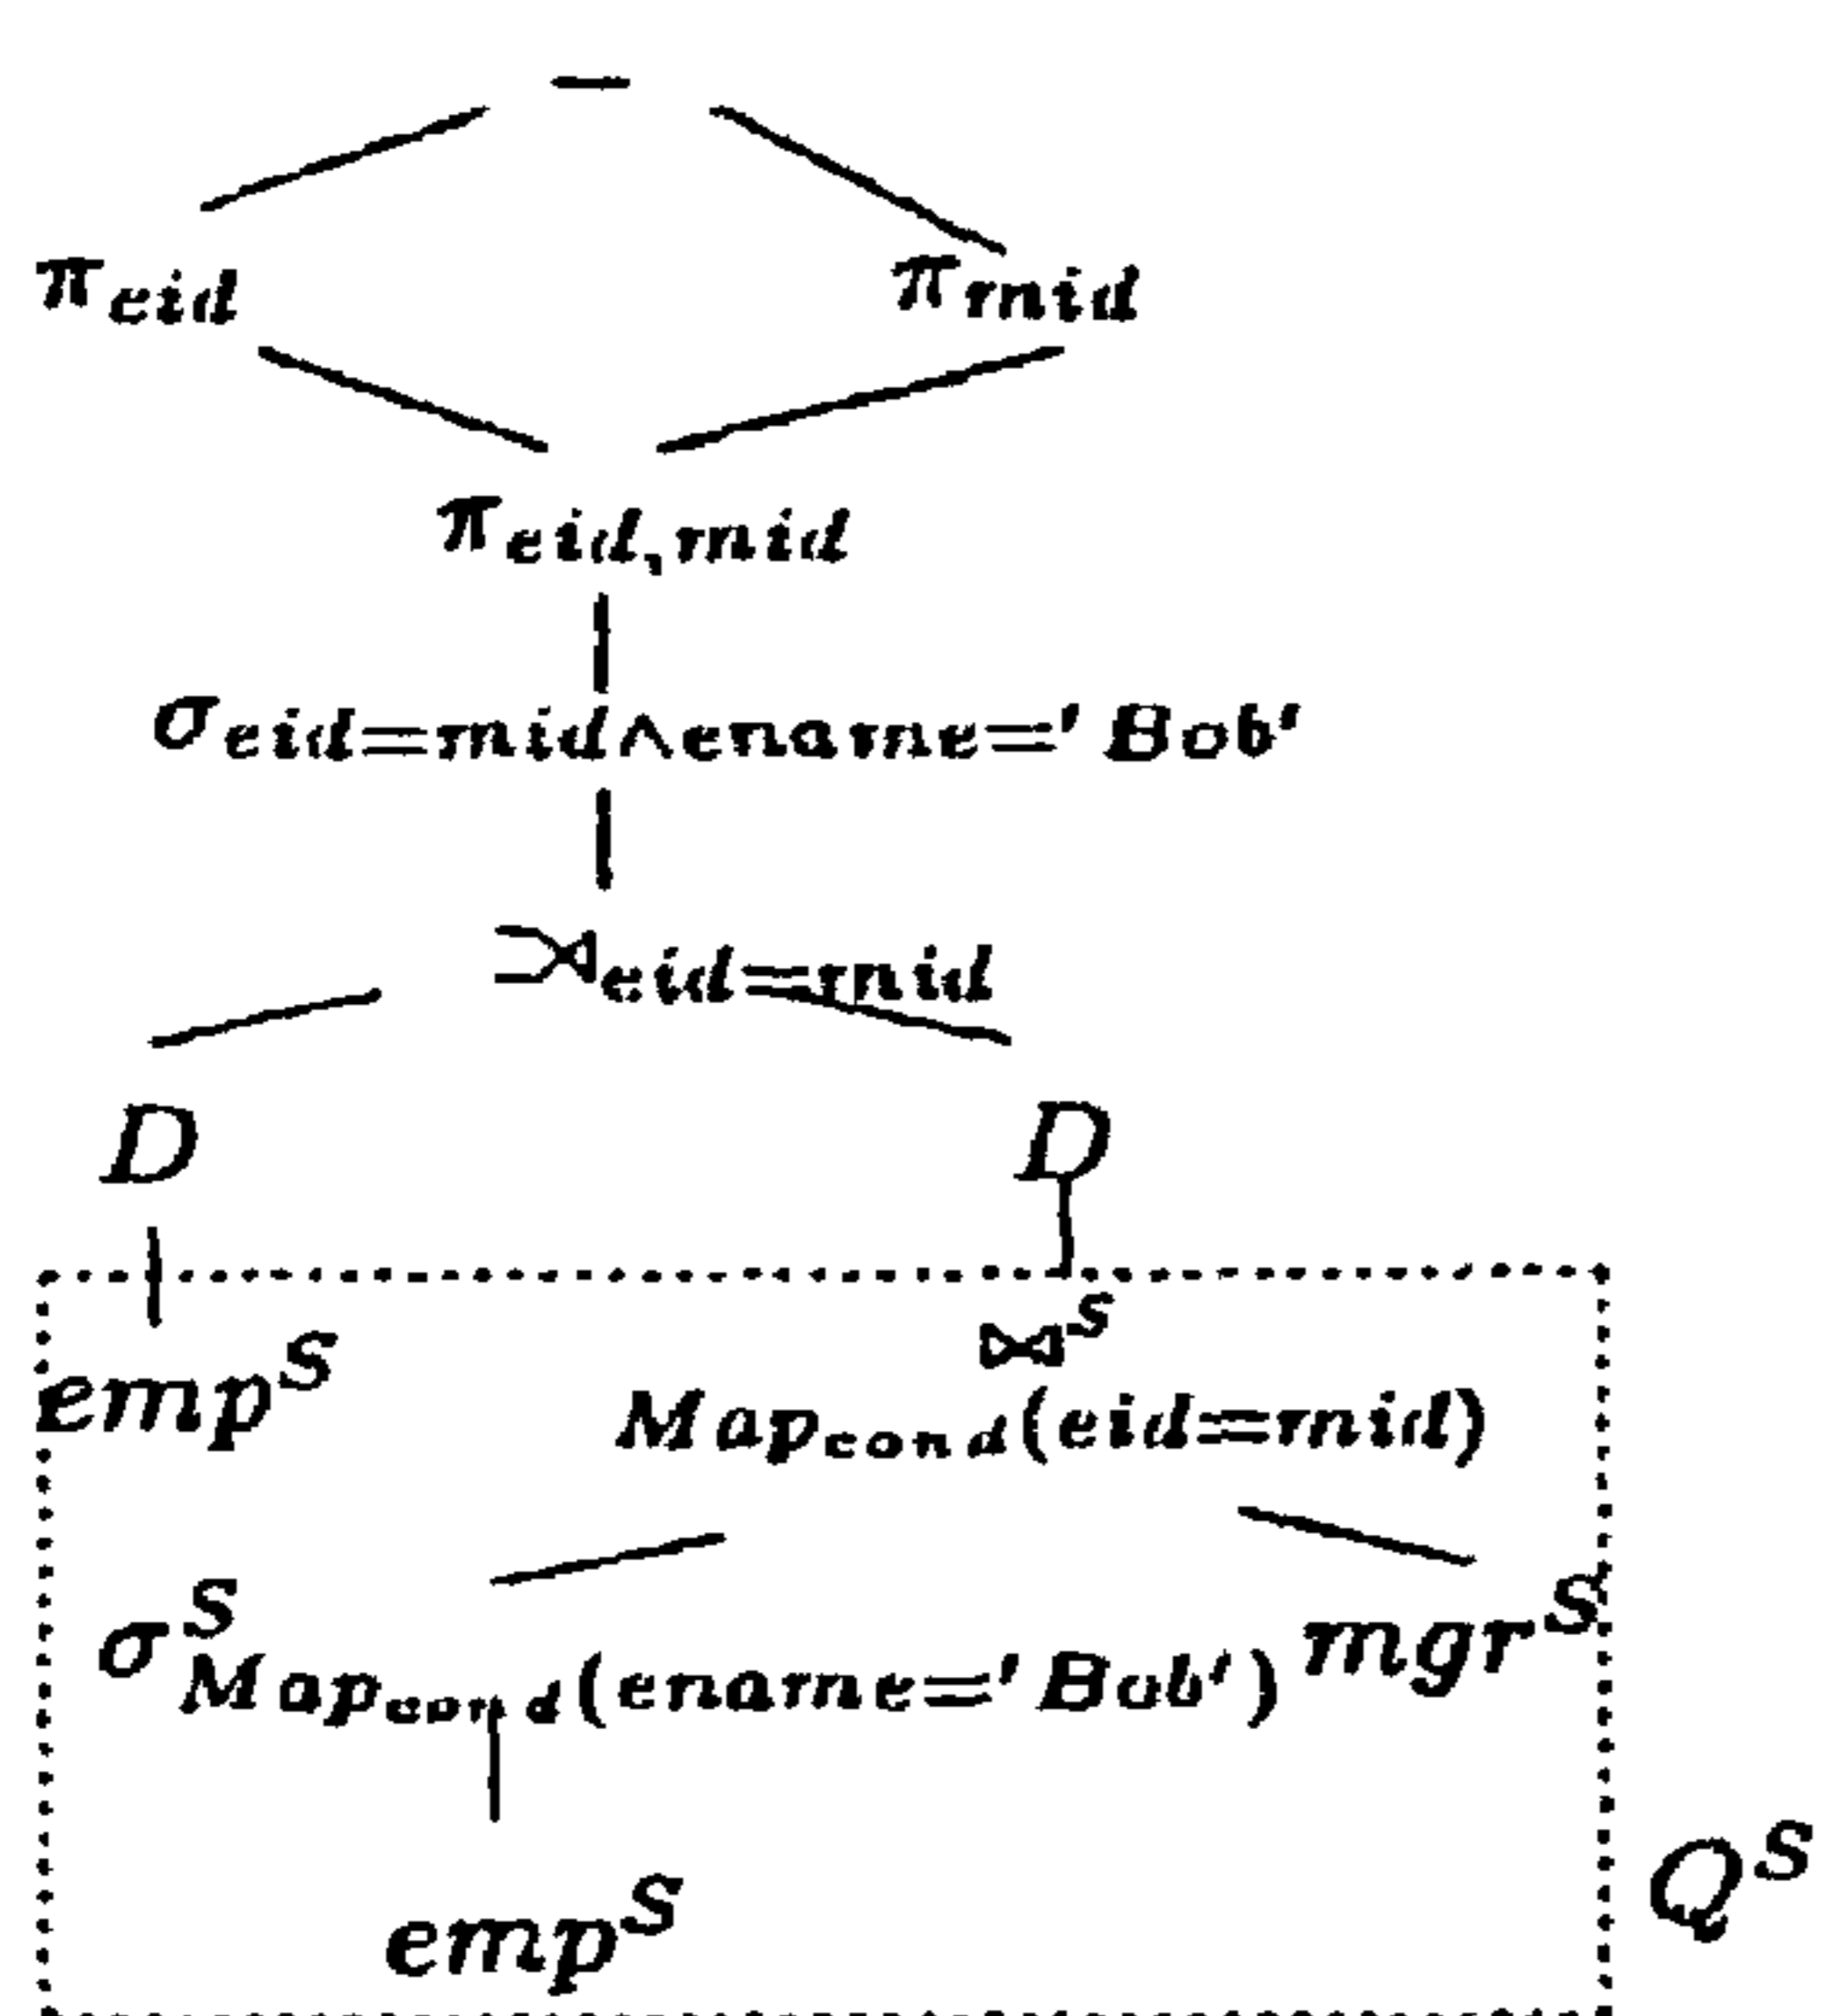 −
π_eid π_mid
π_eid,mid
σ_eid=mid∧ename='Bob'
⟕_eid=mid
D D
emp^S ⋈^S
Map_cond(eid=mid)
σ^S_Map_cond(ename='Bob') mgr^S
emp^S Q^S